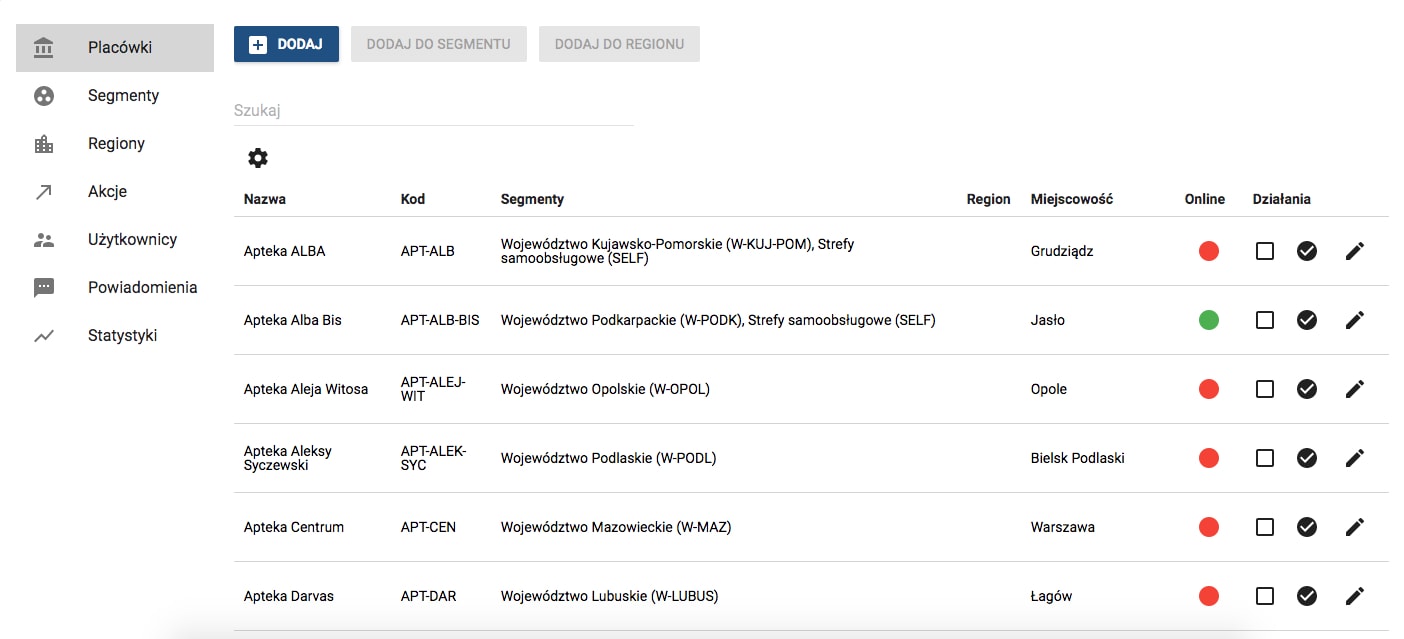 Placówki
Segmenty
Regiony
Akcje
Użytkownicy
Powiadomienia
Statystyki
DODAJ
DODAJ DO SEGMENTU
DODAJ DO REGIONU
Szukaj
Nazwa Kod Segmenty Region Miejscowość Online Działania
Apteka ALBA APT-ALB Województwo Kujawsko-Pomorskie (W-KUJ-POM), Strefy
samoobsługowe (SELF) Grudziądz
Apteka Alba Bis APT-ALB-BIS Województwo Podkarpackie (W-PODK), Strefy samoobsługowe (SELF) Jasło
Apteka Aleja Witosa APT-ALEJ-
WIT Województwo Opolskie (W-OPOL) Opole
Apteka Aleksy
Syczewski APT-ALEK-
SYC Województwo Podlaskie (W-PODL) Bielsk Podlaski
Apteka Centrum APT-CEN Województwo Mazowieckie (W-MAZ) Warszawa
Apteka Darvas APT-DAR Województwo Lubuskie (W-LUBUS) Łagów